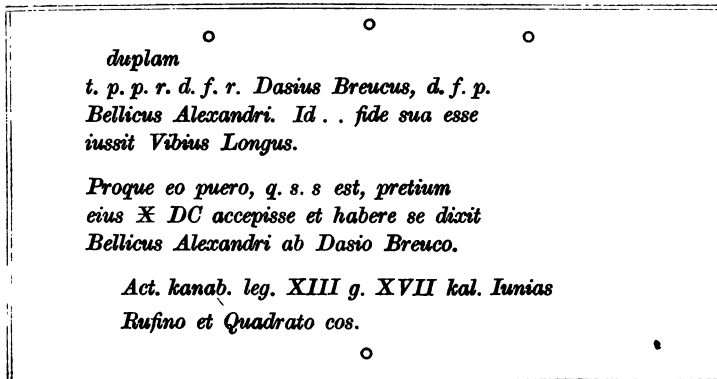 duplam
t. p. p. r. d. f. r. Dasius Breucus, d. f. p.
Bellicus Alexandri. Id . . fide sua esse
iussit Vibius Longus.
Proque eo puero, q. s. s est, pretium
eius X̶ DC accepisse et habere se dixit
Bellicus Alexandri ab Dasio Breuco.
Act. kanab. leg. XIII g. XVII kal. Iunias
Rufino et Quadrato cos.